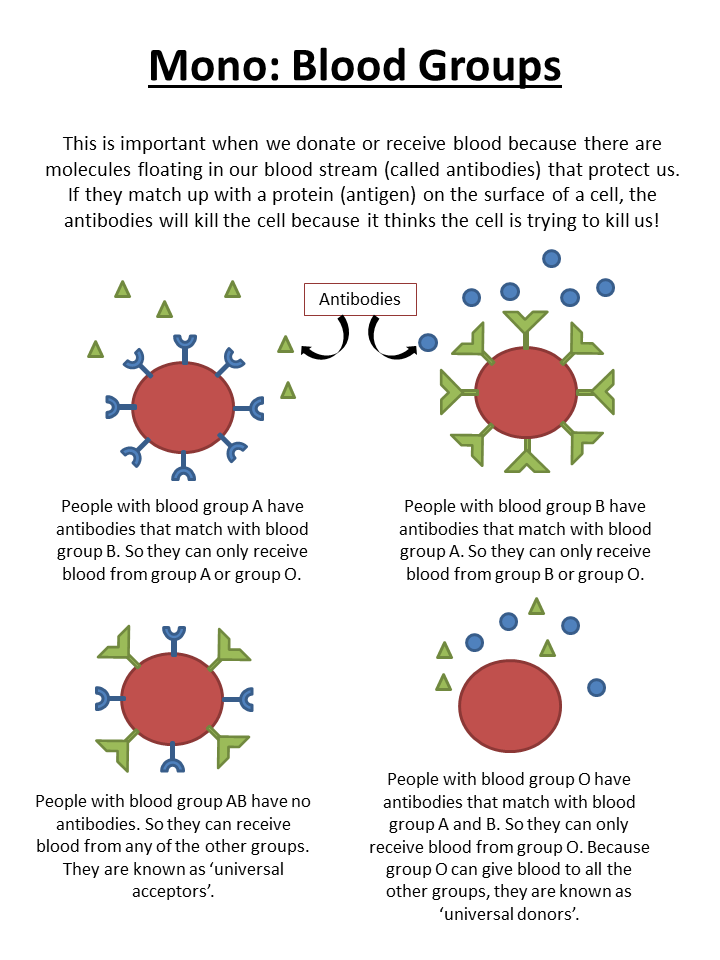 Mono: Blood Groups
This is important when we donate or receive blood because there are
molecules floating in our blood stream (called antibodies) that protect us.
If they match up with a protein (antigen) on the surface of a cell, the
antibodies will kill the cell because it thinks the cell is trying to kill us!
Antibodies
People with blood group A have
antibodies that match with blood
group B. So they can only receive
blood from group A or group O.
People with blood group B have
antibodies that match with blood
group A. So they can only receive
blood from group B or group O.
People with blood group AB have no
antibodies. So they can receive
blood from any of the other groups.
They are known as ‘universal
acceptors’.
People with blood group O have
antibodies that match with blood
group A and B. So they can only
receive blood from group O. Because
group O can give blood to all the
other groups, they are known as
‘universal donors’.